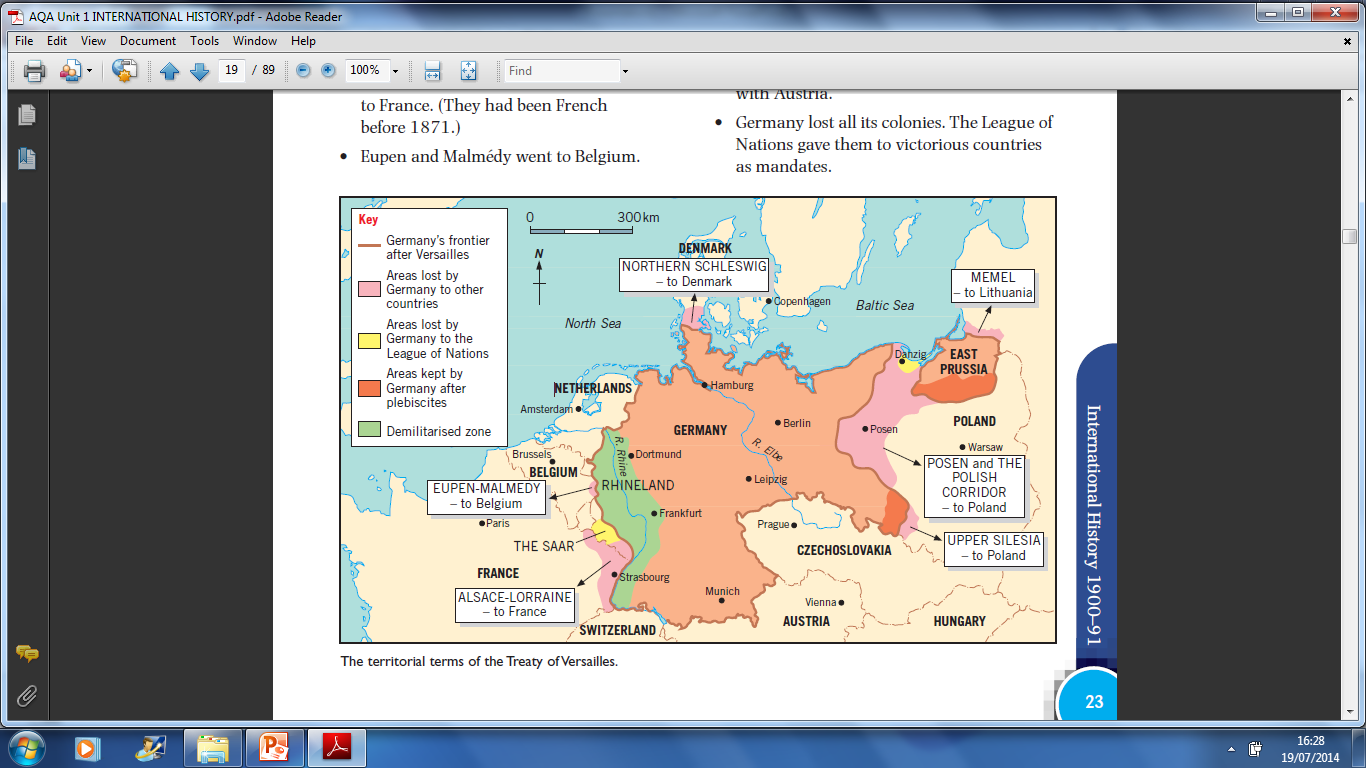 AQA Unit 1 INTERNATIONAL HISTORY.pdf - Adobe Reader
File Edit View Document Tools Window Help
19 / 89 100% Find
to France. (They had been French
before 1871.)
• Eupen and Malmédy went to Belgium.
with Austria.
• Germany lost all its colonies. The League of
Nations gave them to victorious countries
as mandates.
Key
Germany's frontier
after Versailles
Areas lost by
Germany to other
countries
Areas lost by
Germany to the
League of Nations
Areas kept by
Germany after
plebiscites
Demilitarised zone
0 300 km
N
DENMARK
NORTHERN SCHLESWIG
– to Denmark
Copenhagen
North Sea
Baltic Sea
MEMEL
– to Lithuania
Danzig
EAST
PRUSSIA
NETHERLANDS
Amsterdam
Hamburg
Berlin
GERMANY
Posen
POLAND
Warsaw
R. Elbe
R. Rhine
Dortmund
Brussels
BELGIUM
RHINELAND
Leipzig
POSEN and THE
POLISH
CORRIDOR
– to Poland
EUPEN-MALMEDY
– to Belgium
Paris
Frankfurt
Prague
THE SAAR
CZECHOSLOVAKIA
UPPER SILESIA
– to Poland
FRANCE
Strasbourg
ALSACE-LORRAINE
– to France
Munich
Vienna
SWITZERLAND
AUSTRIA
HUNGARY
The territorial terms of the Treaty of Versailles.
International History 1900–91
23
16:28
19/07/2014